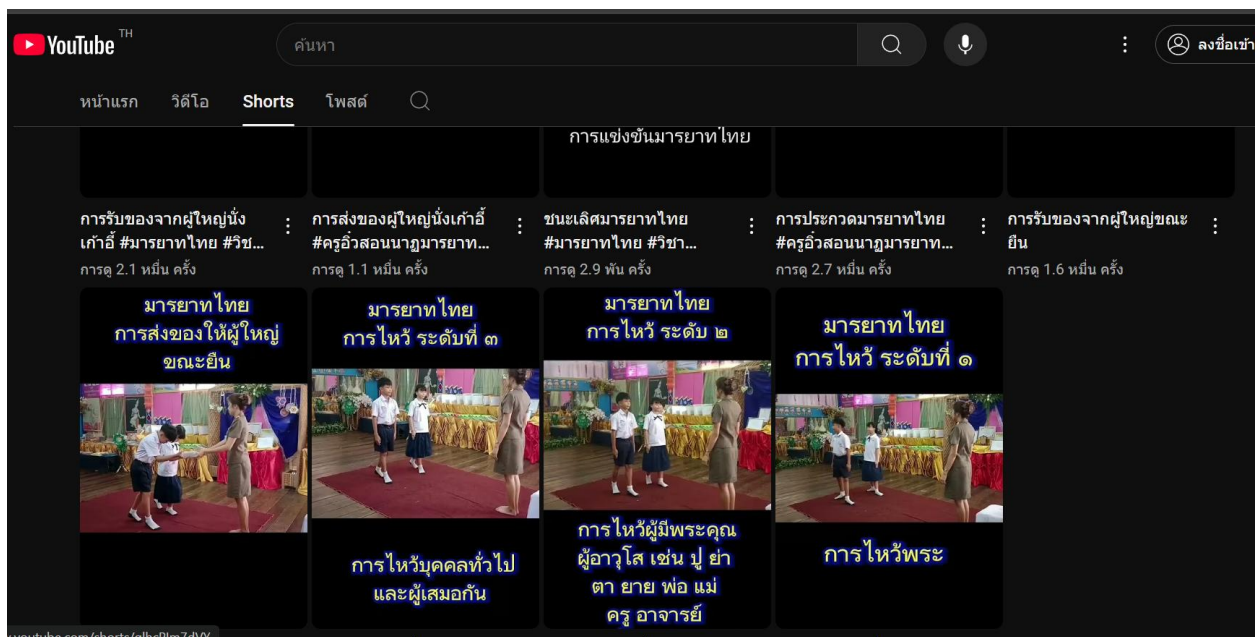 YouTube TH
ค้นหา
ลงชื่อเข้า
หน้าแรก วิดีโอ Shorts โพสต์
การแข่งขันมารยาทไทย
การรับของจากผู้ใหญ่นั่ง
เก้าอี้ #มารยาทไทย #วิช...
การดู 2.1 หมื่น ครั้ง
การส่งของผู้ใหญ่นั่งเก้าอี้
#ครูอิ๋วสอนนาฏมารยาท...
การดู 1.1 หมื่น ครั้ง
ชนะเลิศมารยาทไทย
#มารยาทไทย #วิชา...
การดู 2.9 พัน ครั้ง
การประกวดมารยาทไทย
#ครูอิ๋วสอนนาฏมารยาท...
การดู 2.7 หมื่น ครั้ง
การรับของจากผู้ใหญ่ขณะ
ยืน
การดู 1.6 หมื่น ครั้ง
มารยาทไทย
การส่งของให้ผู้ใหญ่
ขณะยืน
มารยาทไทย
การไหว้ ระดับที่ ๓
การไหว้บุคคลทั่วไป
และผู้เสมอกัน
มารยาทไทย
การไหว้ ระดับ ๒
การไหว้ผู้มีพระคุณ
ผู้อาวุโส เช่น ปู่ ย่า
ตา ยาย พ่อ แม่
ครู อาจารย์
มารยาทไทย
การไหว้ ระดับที่ ๑
การไหว้พระ